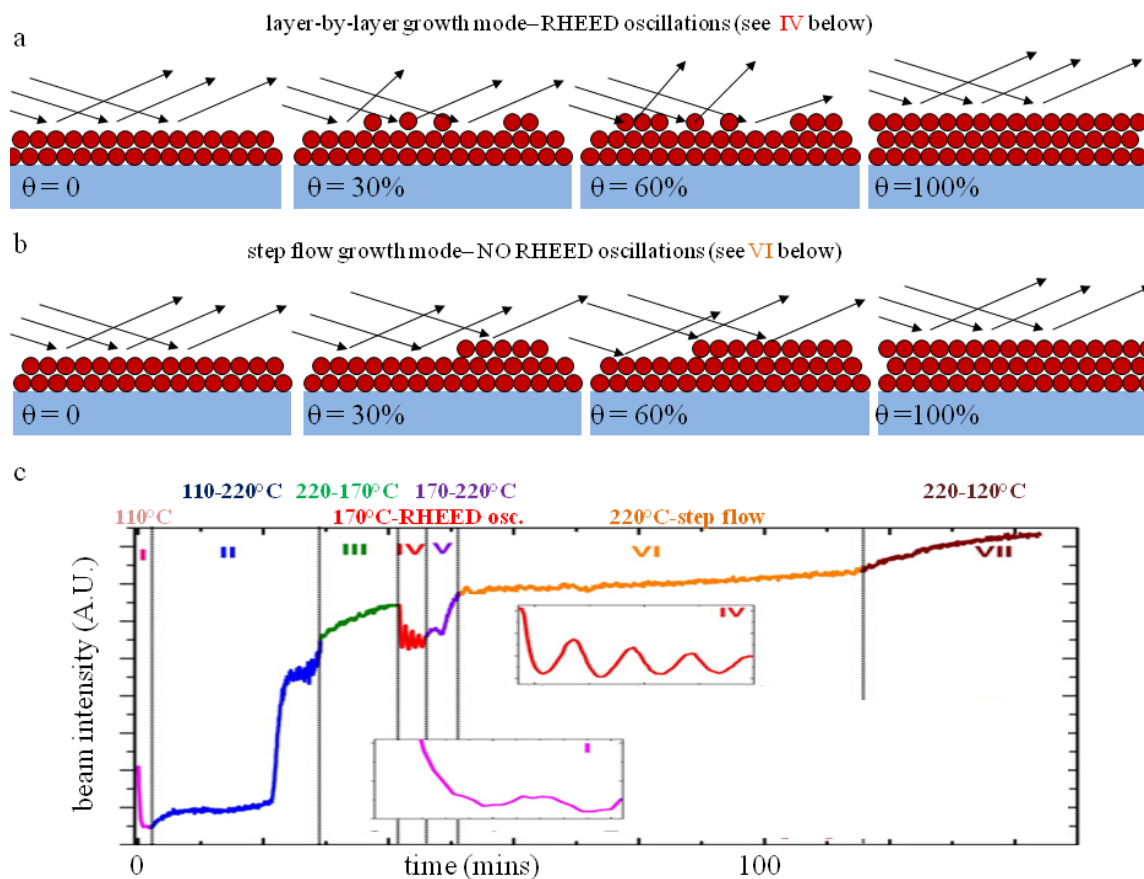 layer-by-layer growth mode–RHEED oscillations (see IV below)
a
θ = 0
θ = 30%
θ = 60%
θ =100%
b
step flow growth mode– NO RHEED oscillations (see VI below)
θ = 0
θ = 30%
θ = 60%
θ =100%
c
110-220°C
220-170°C
170-220°C
220-120°C
110°C
170°C-RHEED osc.
220°C-step flow
I
II
III
IV
V
VI
VII
IV
I
beam intensity (A.U.)
0
time (mins)
100